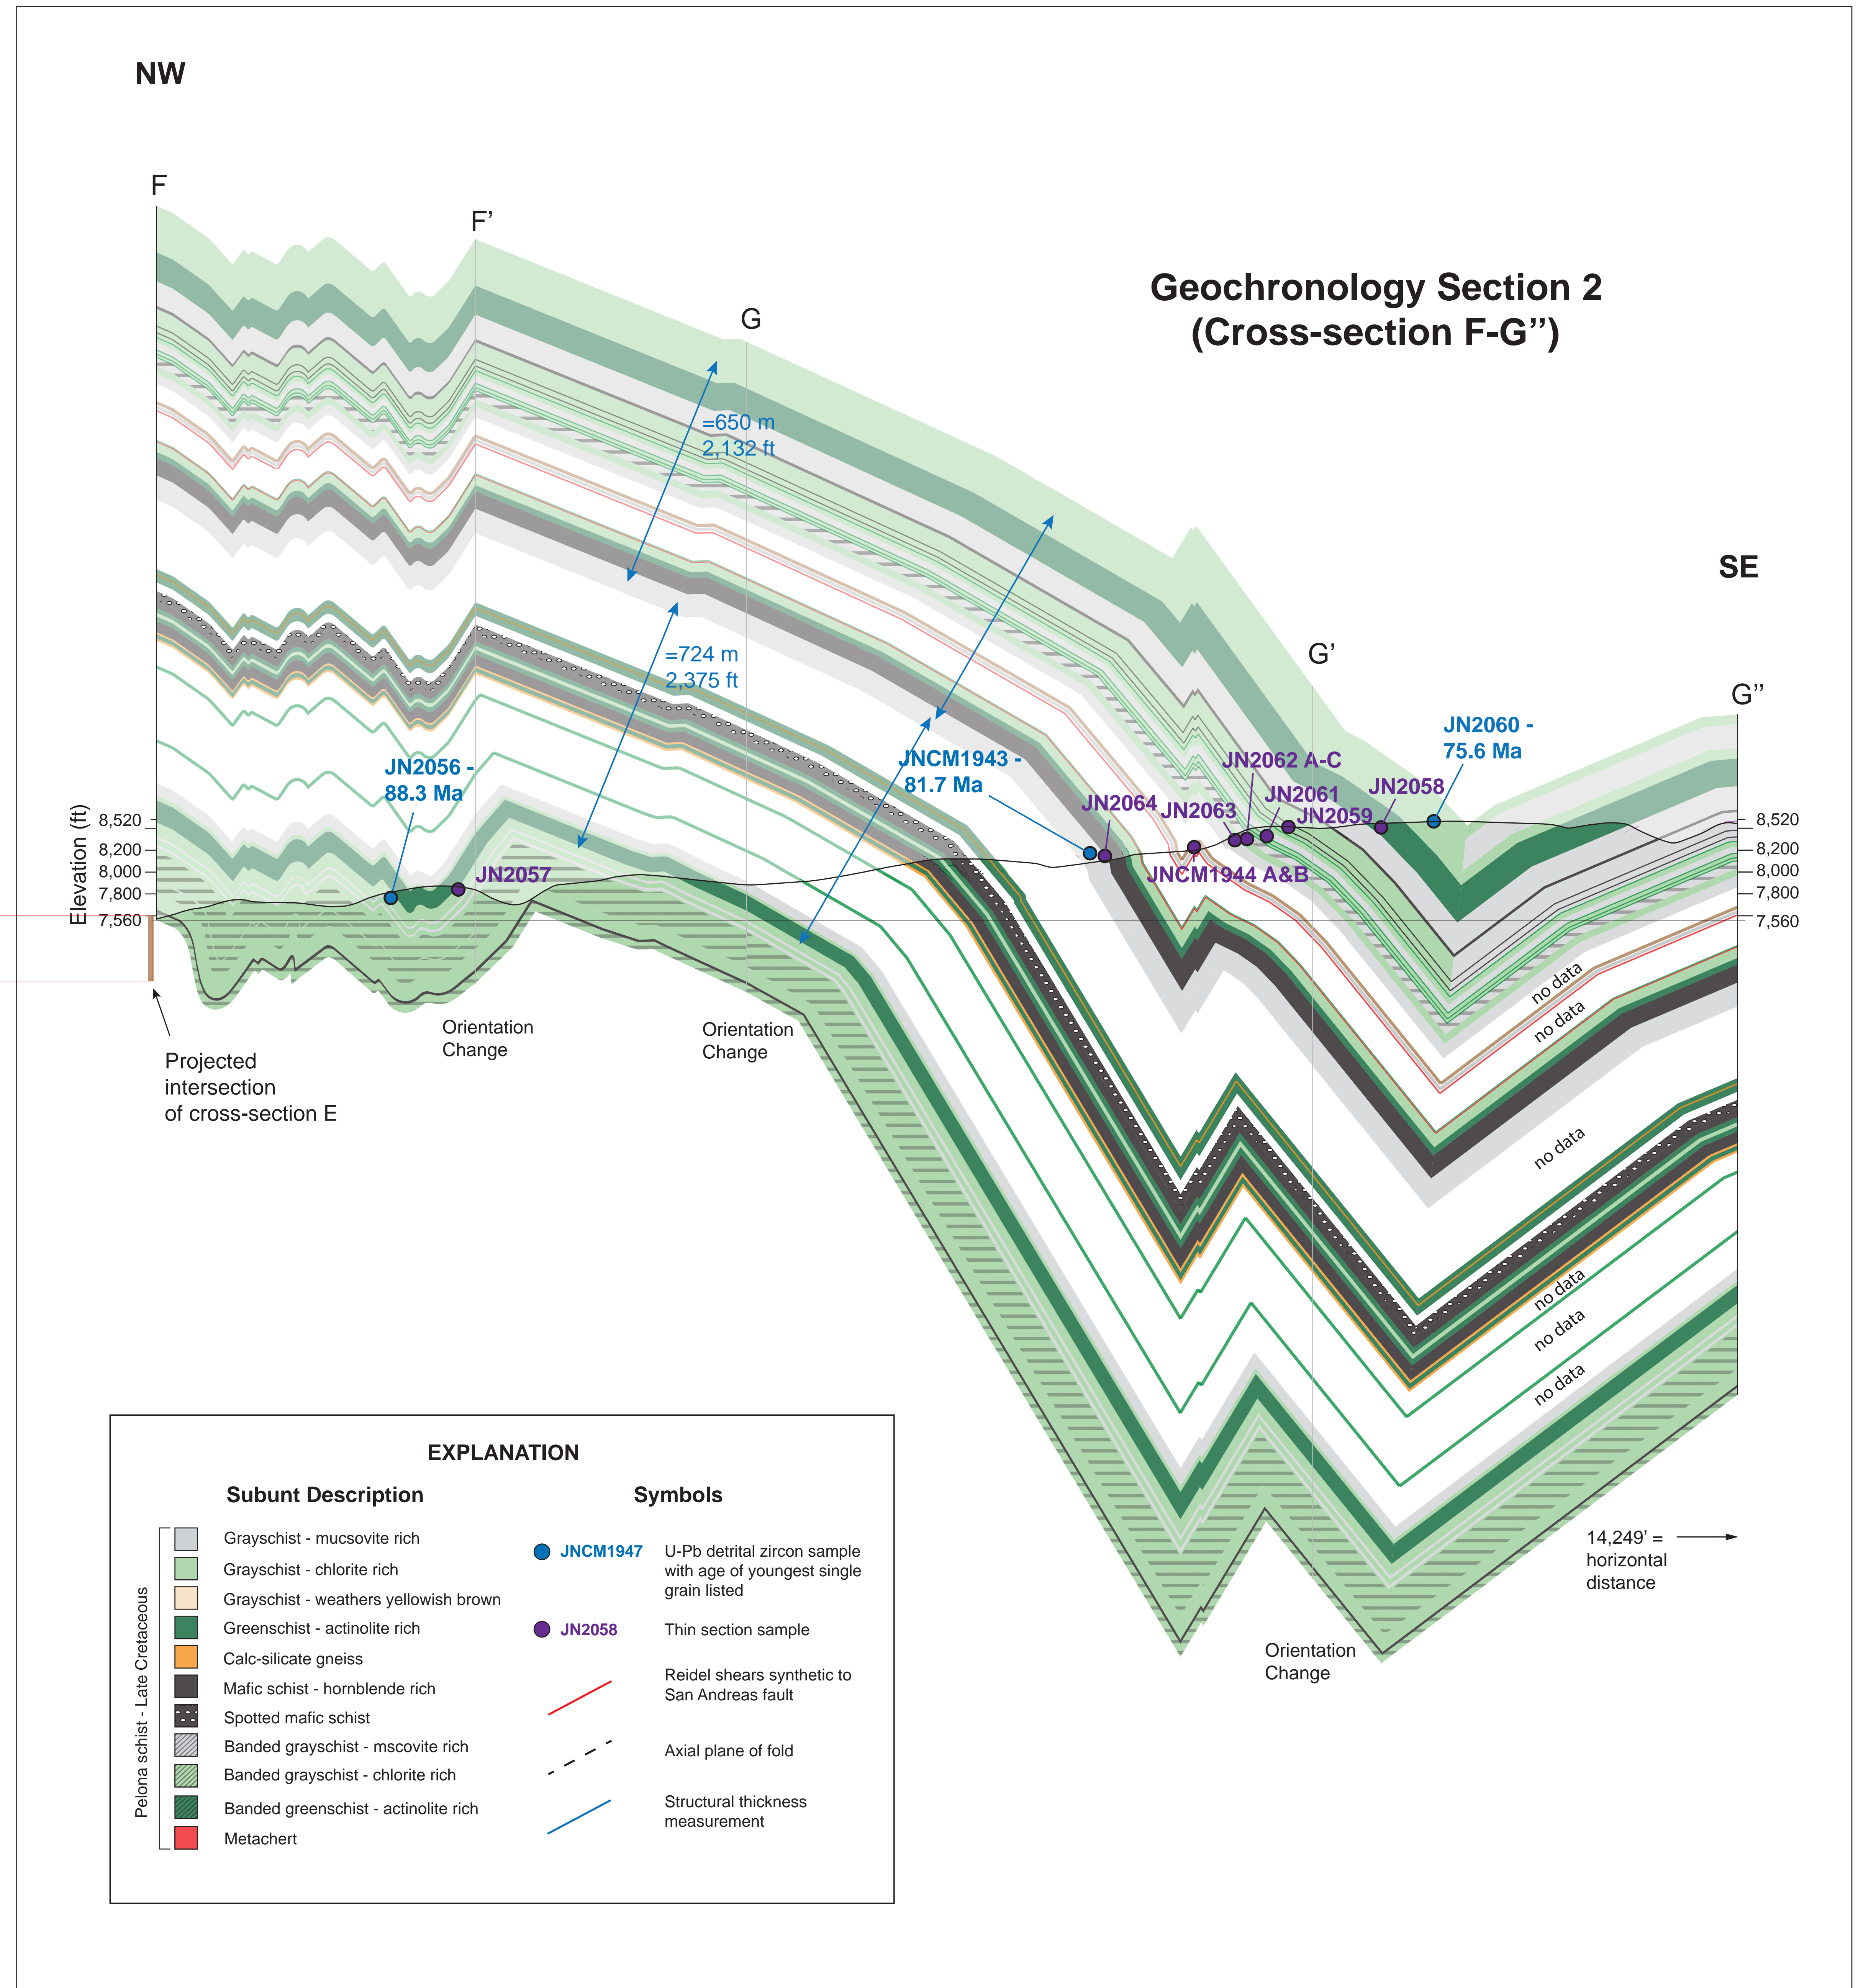 NW
F
F’
G
Geochronology Section 2
(Cross-section F-G”)
=650 m
2,132 ft
SE
=724 m
2,375 ft
G’
G”
JN2056 -
88.3 Ma
JN2057
JNCM1943 -
81.7 Ma
JN2064
JN2063
JN2062 A-C
JN2061
JN2059
JN2058
JN2060 -
75.6 Ma
JNCM1944 A&B
Elevation (ft)
8,520
8,200
8,000
7,800
7,560
8,520
8,200
8,000
7,800
7,560
no data
no data
no data
no data
no data
no data
Orientation
Change
Orientation
Change
Projected
intersection
of cross-section E
Orientation
Change
14,249’ =
horizontal
distance
EXPLANATION
Subunt Description
Pelona schist - Late Cretaceous
Grayschist - mucsovite rich
Grayschist - chlorite rich
Grayschist - weathers yellowish brown
Greenschist - actinolite rich
Calc-silicate gneiss
Mafic schist - hornblende rich
Spotted mafic schist
Banded grayschist - mscovite rich
Banded grayschist - chlorite rich
Banded greenschist - actinolite rich
Metachert
Symbols
JNCM1947
U-Pb detrital zircon sample
with age of youngest single
grain listed
JN2058
Thin section sample
Reidel shears synthetic to
San Andreas fault
Axial plane of fold
Structural thickness
measurement